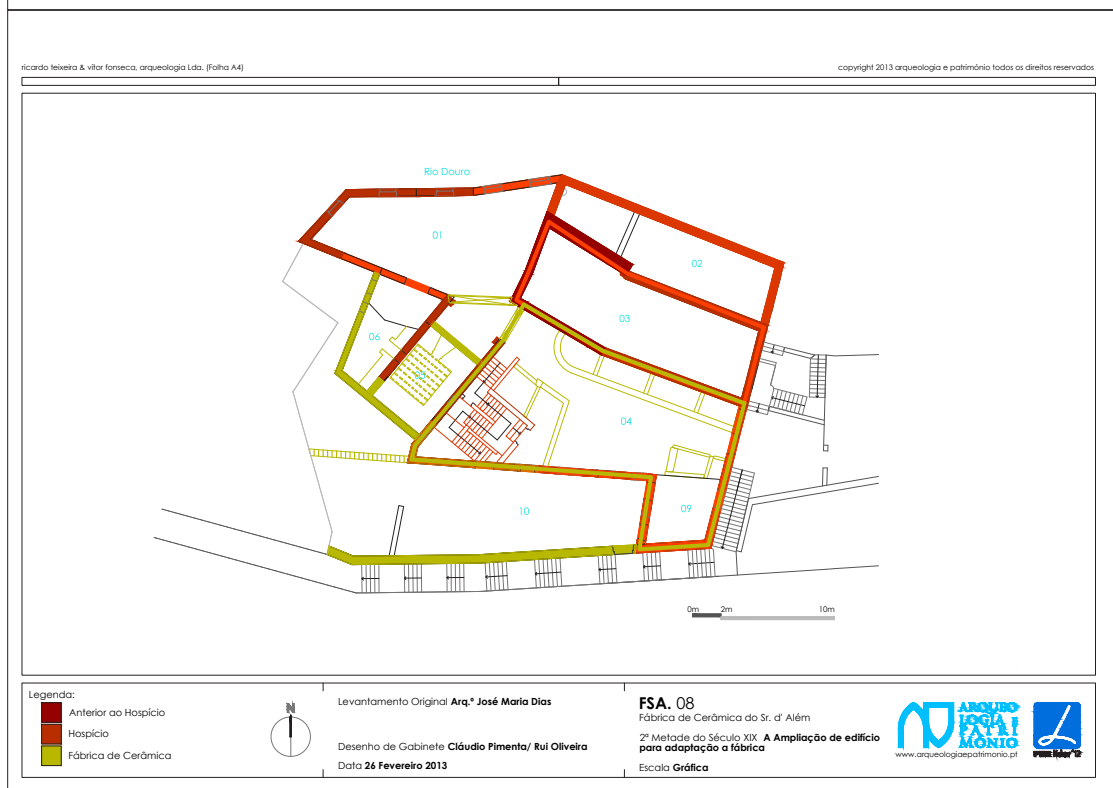 ricardo teixeira & vítor fonseca, arqueologia Lda. (Folha A4)
copyright 2013 arqueologia e património todos os direitos reservados
Rio Douro
01
02
03
06
04
10
09
0m 2m 10m
Legenda:
Anterior ao Hospício
Hospício
Fábrica de Cerâmica
N
Levantamento Original Arq.º José Maria Dias
Desenho de Gabinete Cláudio Pimenta/ Rui Oliveira
Data 26 Fevereiro 2013
FSA. 08
Fábrica de Cerâmica do Sr. d' Além
2ª Metade do Século XIX A Ampliação de edifício
para adaptação a fábrica
Escala Gráfica
ARQUEO
LOGIA E
PATRI
MÓNIO
www.arqueologiaepatrimonio.pt